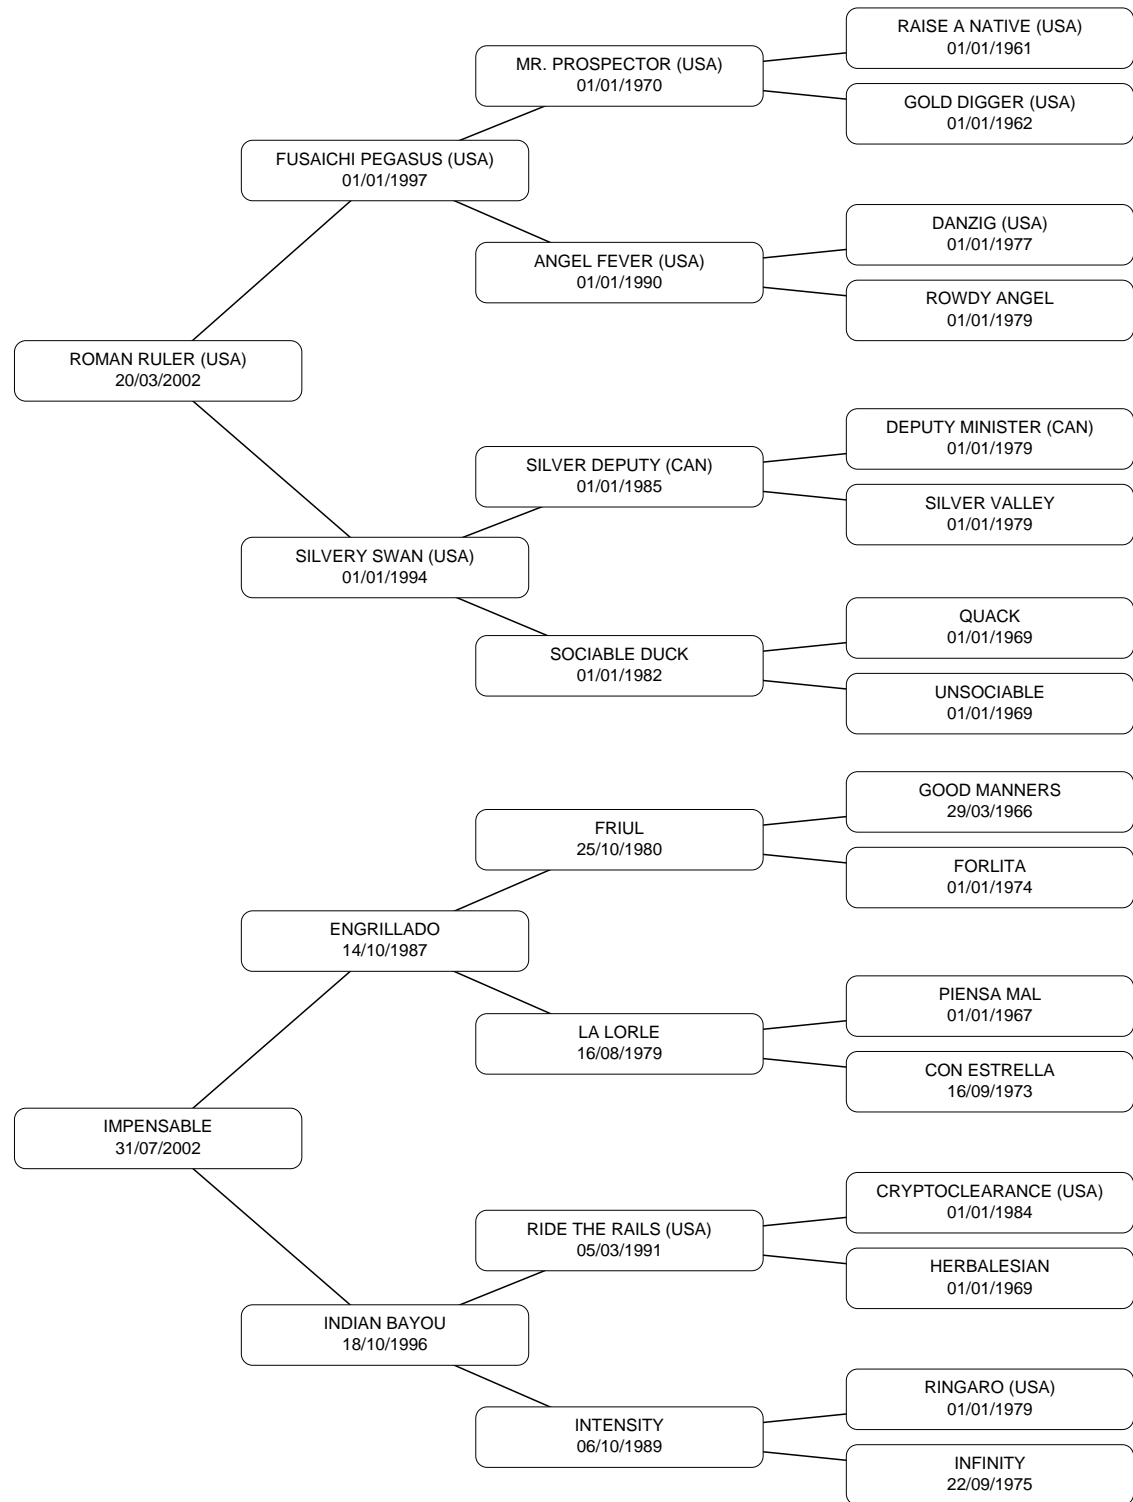 RAISE A NATIVE (USA)
01/01/1961
MR. PROSPECTOR (USA)
01/01/1970
GOLD DIGGER (USA)
01/01/1962
FUSAICHI PEGASUS (USA)
01/01/1997
DANZIG (USA)
01/01/1977
ANGEL FEVER (USA)
01/01/1990
ROWDY ANGEL
01/01/1979
ROMAN RULER (USA)
20/03/2002
DEPUTY MINISTER (CAN)
01/01/1979
SILVER DEPUTY (CAN)
01/01/1985
SILVER VALLEY
01/01/1979
SILVERY SWAN (USA)
01/01/1994
QUACK
01/01/1969
SOCIABLE DUCK
01/01/1982
UNSOCIABLE
01/01/1969
GOOD MANNERS
29/03/1966
FRIUL
25/10/1980
FORLITA
01/01/1974
ENGRILLADO
14/10/1987
PIENSA MAL
01/01/1967
LA LORLE
16/08/1979
CON ESTRELLA
16/09/1973
IMPENSABLE
31/07/2002
CRYPTOCLEARANCE (USA)
01/01/1984
RIDE THE RAILS (USA)
05/03/1991
HERBALESIAN
01/01/1969
INDIAN BAYOU
18/10/1996
RINGARO (USA)
01/01/1979
INTENSITY
06/10/1989
INFINITY
22/09/1975